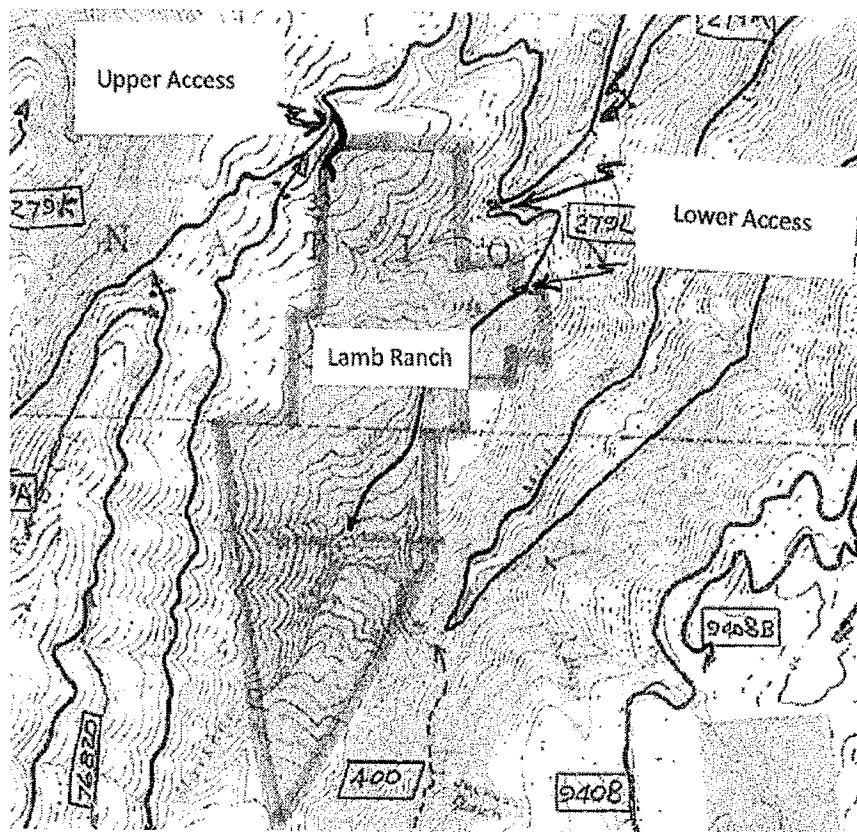 Upper Access
279K
Lower Access
279L
N A T I O
Lamb Ranch
7682D
400
9408B
9408